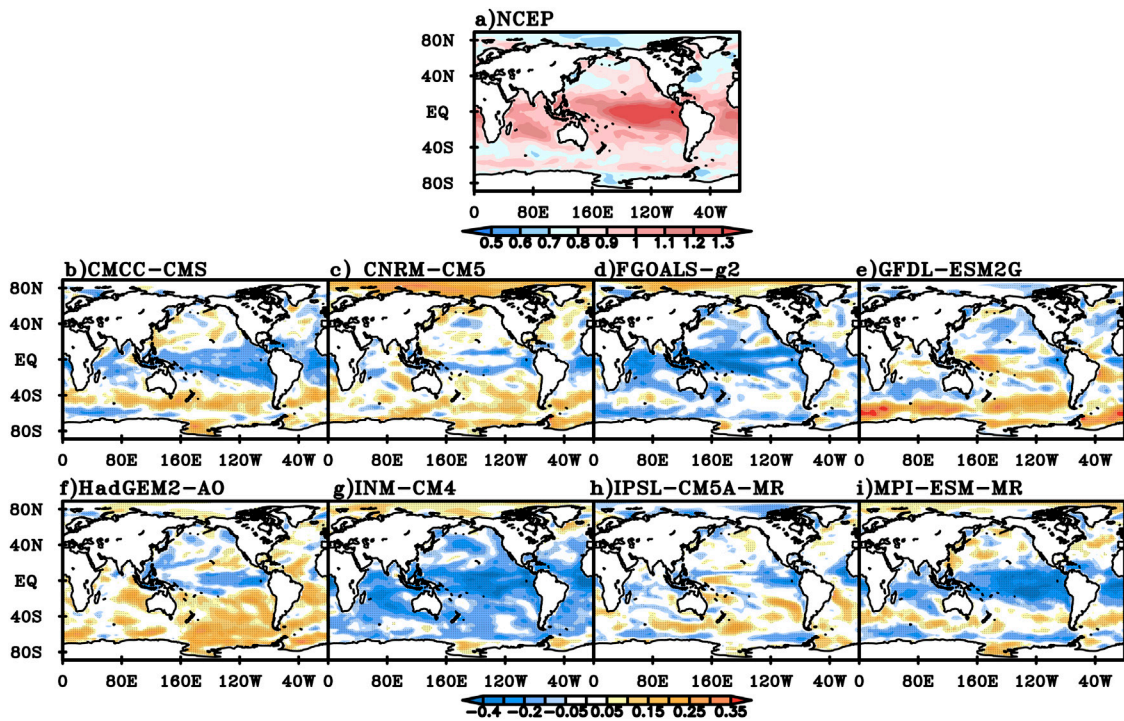 a)NCEP
80N
40N
EQ
40S
80S
0 80E 160E 120W 40W
0.5 0.6 0.7 0.8 0.9 1 1.1 1.2 1.3
b)CMCC-CMS c) CNRM-CM5 d)FGOALS-g2 e)GFDL-ESM2G
80N
40N
EQ
40S
80S
0 80E 160E 120W 40W 0 80E 160E 120W 40W 0 80E 160E 120W 40W 0 80E 160E 120W 40W
f)HadGEM2-AO g)INM-CM4 h)IPSL-CM5A-MR i)MPI-ESM-MR
80N
40N
EQ
40S
80S
0 80E 160E 120W 40W 0 80E 160E 120W 40W 0 80E 160E 120W 40W 0 80E 160E 120W 40W
-0.4 -0.2 -0.05 0.05 0.15 0.25 0.35